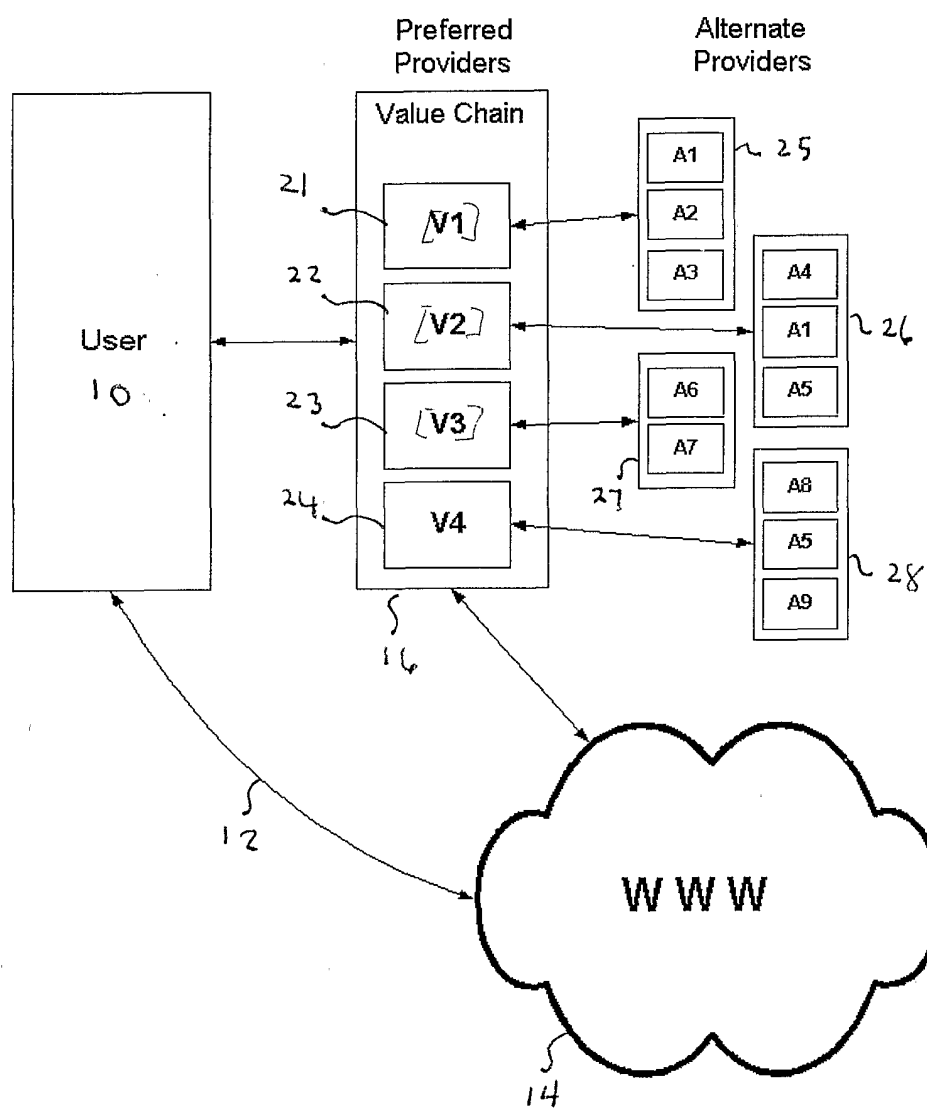 Preferred
Providers
Alternate
Providers
Value Chain
User
10
21
[V1]
22
[V2]
23
[V3]
24
V4
16
A1
A2
A3
25
A4
A1
A5
26
A6
A7
27
A8
A5
A9
28
12
W W W
14